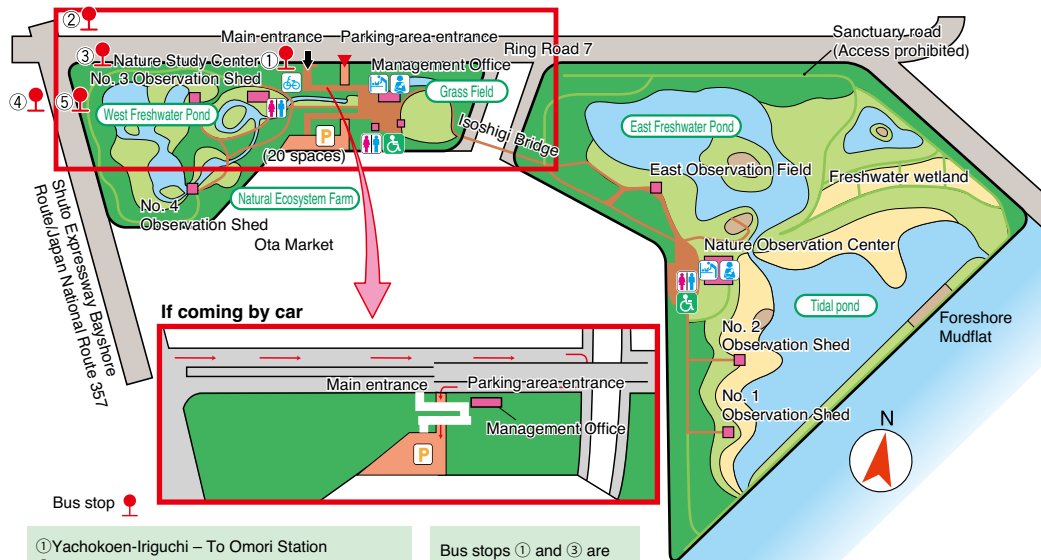 ②
③
Nature Study Center
①
Main entrance
Parking area entrance
Ring Road 7
Sanctuary road
(Access prohibited)
No. 3 Observation Shed
Management Office
Grass Field
④
⑤
West Freshwater Pond
P
(20 spaces)
Isoshigi Bridge
East Freshwater Pond
East Observation Field
Freshwater wetland
Natural Ecosystem Farm
No. 4
Observation Shed
Ota Market
Shuto Expressway Bayshore
Route/Japan National Route 357
Nature Observation Center
Tidal pond
Foreshore
Mudflat
No. 2
Observation Shed
No. 1
Observation Shed
If coming by car
Main entrance
Parking area entrance
Management Office
P
N
Bus stop
①Yachokoen-Iriguchi – To Omori Station
Bus stops ① and ③ are